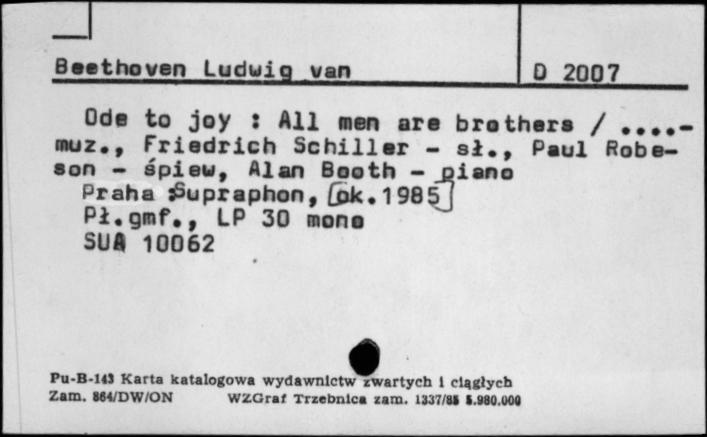 Beethoven Ludwig van
D 2007
Ode to joy : All men are brothers / ....-
muz., Friedrich Schiller - sł., Paul Robe-
son - śpiew, Alan Booth - piano
Praha :Supraphon, [ok.1985]
Pł.gmf., LP 30 mono
SUA 10062
Pu-B-143 Karta katalogowa wydawnictw zwartych i ciągłych
Zam. 864/DW/ON WZGraf Trzebnica zam. 1337/85 5.980.000